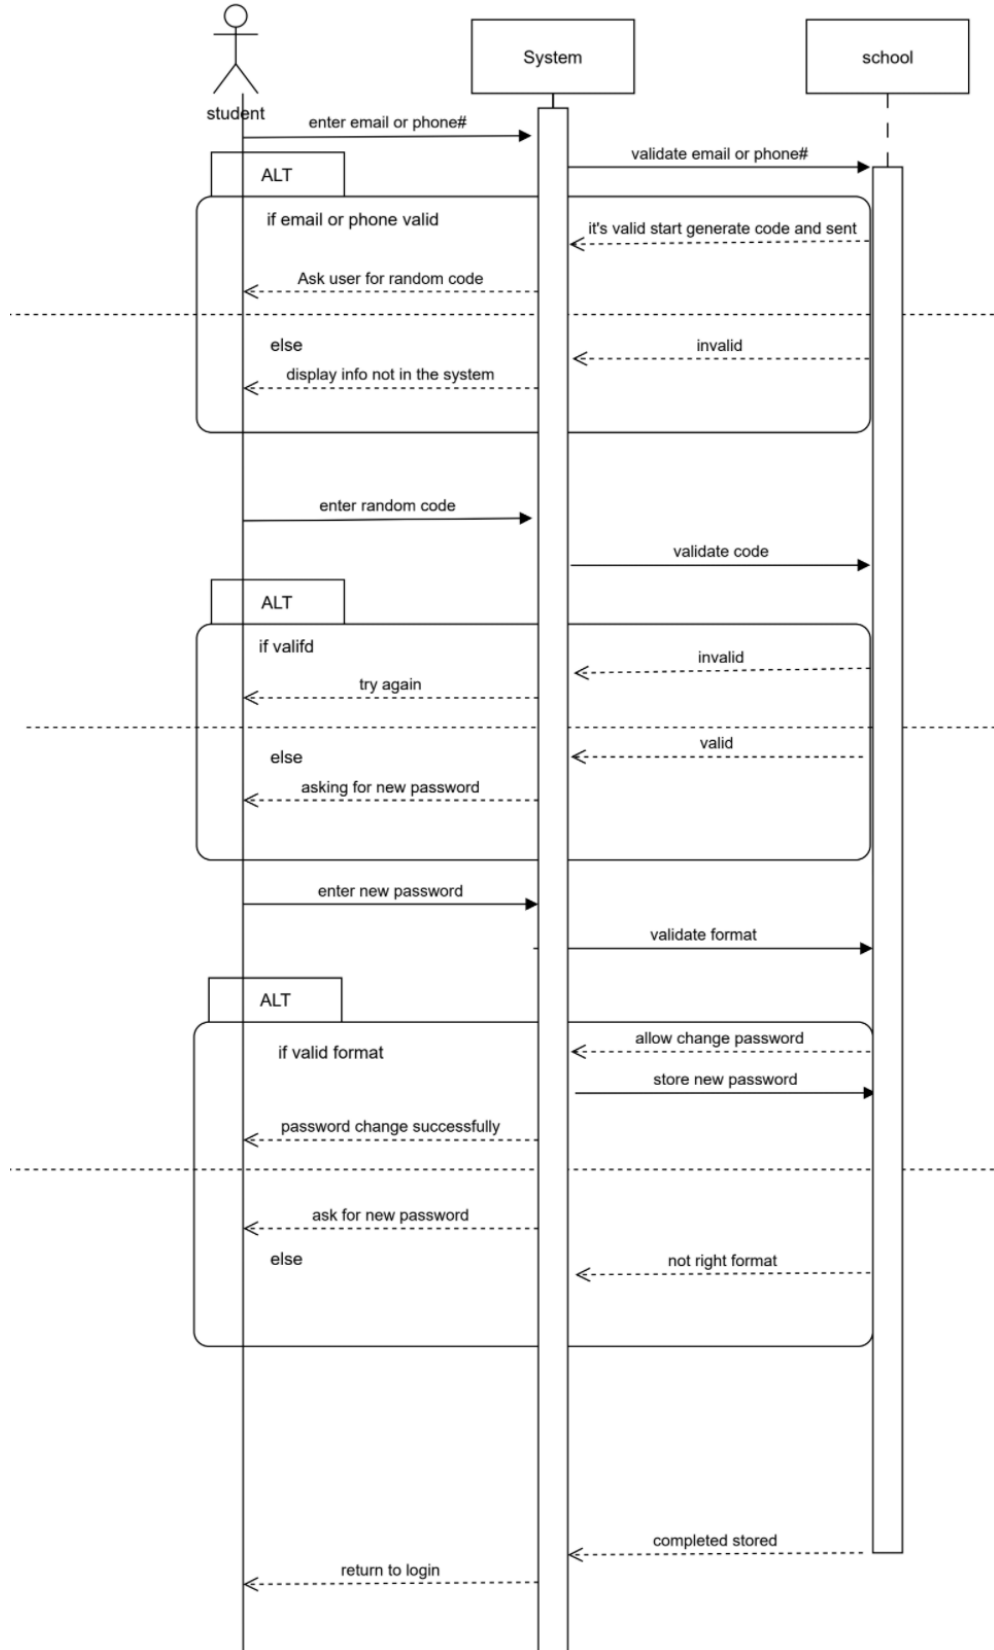 System
school
student
enter email or phone#
validate email or phone#
ALT
if email or phone valid
it's valid start generate code and sent
Ask user for random code
else
invalid
display info not in the system
enter random code
validate code
ALT
if valifd
invalid
try again
valid
else
asking for new password
enter new password
validate format
ALT
allow change password
if valid format
store new password
password change successfully
ask for new password
else
not right format
completed stored
return to login